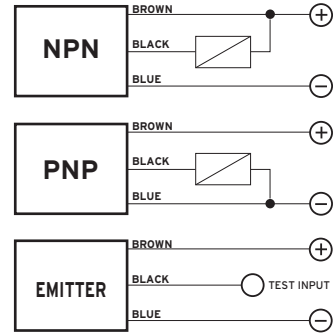 BROWN
NPN
BLACK
BLUE
BROWN
PNP
BLACK
BLUE
BROWN
BLACK
EMITTER
TEST INPUT
BLUE